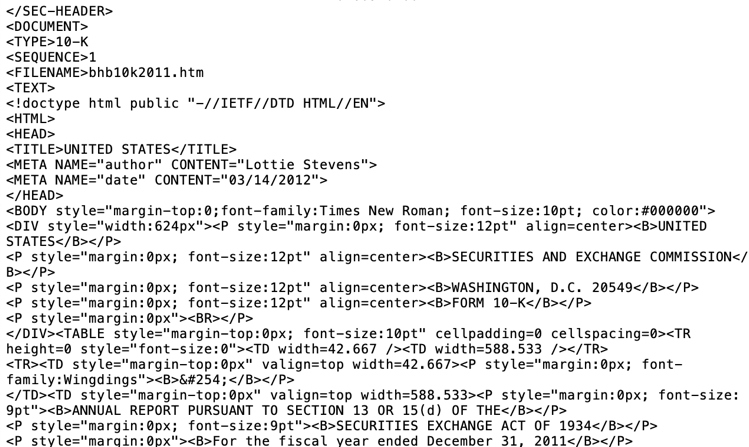 </SEC-HEADER>
<DOCUMENT>
<TYPE>10-K
<SEQUENCE>1
<FILENAME>bhb10k2011.htm
<TEXT>
<!doctype html public "-//IETF//DTD HTML//EN">
<HTML>
<HEAD>
<TITLE>UNITED STATES</TITLE>
<META NAME="author" CONTENT="Lottie Stevens">
<META NAME="date" CONTENT="03/14/2012">
</HEAD>
<BODY style="margin-top:0;font-family:Times New Roman; font-size:10pt; color:#000000">
<DIV style="width:624px"><P style="margin:0px; font-size:12pt" align=center><B>UNITED
STATES</B></P>
<P style="margin:0px; font-size:12pt" align=center><B>SECURITIES AND EXCHANGE COMMISSION</
B></P>
<P style="margin:0px; font-size:12pt" align=center><B>WASHINGTON, D.C. 20549</B></P>
<P style="margin:0px; font-size:12pt" align=center><B>FORM 10-K</B></P>
<P style="margin:0px"><BR></P>
</DIV><TABLE style="margin-top:0px; font-size:10pt" cellpadding=0 cellspacing=0><TR
height=0 style="font-size:0"><TD width=42.667 /><TD width=588.533 /></TR>
<TR><TD style="margin-top:0px" valign=top width=42.667><P style="margin:0px; font-
family:Wingdings"><B>&#254;</B></P>
</TD><TD style="margin-top:0px" valign=top width=588.533><P style="margin:0px; font-size:
9pt"><B>ANNUAL REPORT PURSUANT TO SECTION 13 OR 15(d) OF THE</B></P>
<P style="margin:0px; font-size:9pt"><B>SECURITIES EXCHANGE ACT OF 1934</B></P>
<P style="margin:0px"><B>For the fiscal year ended December 31, 2011</B></P>